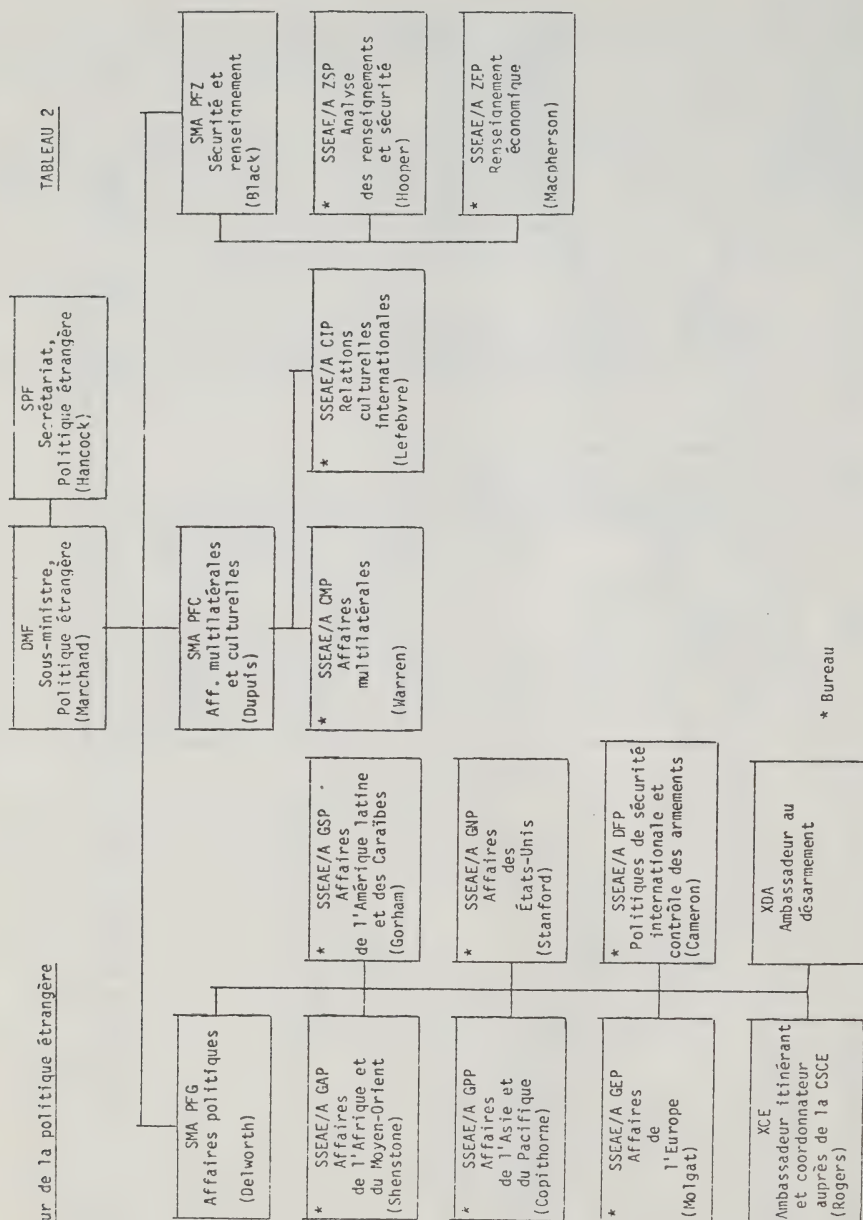 TABLEAU 2
ur de la politique étrangère
DMF
Sous-ministre,
Politique étrangère
(Marchand)
SPF
Secrétariat,
Politique étrangère
(Hancock)
SMA PFG
Affaires politiques
(Delworth)
SMA PFC
Aff. multilatérales
et culturelles
(Dupuis)
SMA PFZ
Sécurité et
renseignement
(Black)
* SSEAE/A GAP
Affaires
de l'Afrique et
du Moyen-Orient
(Shenstone)
* SSEAE/A GSP
Affaires
de l'Amérique latine
et des Caraïbes
(Gorham)
* SSEAE/A CMP
Affaires
multilatérales
(Warren)
* SSEAE/A CIP
Relations
culturelles
internationales
(Lefebvre)
* SSEAE/A ZSP
Analyse
des renseignements
et sécurité
(Hooper)
* SSEAE/A GPP
Affaires
de l'Asie et
du Pacifique
(Copithorne)
* SSEAE/A GNP
Affaires
des
États-Unis
(Stanford)
* SSEAE/A ZEP
Renseignement
économique
(Macpherson)
* SSEAE/A GEP
Affaires
de
l'Europe
(Molgat)
* SSEAE/A DFP
Politiques de sécurité
internationale et
contrôle des armements
(Cameron)
XCE
Ambassadeur itinérant
et coordonnateur
auprès de la CSCE
(Rogers)
XDA
Ambassadeur au
désarmement
* Bureau